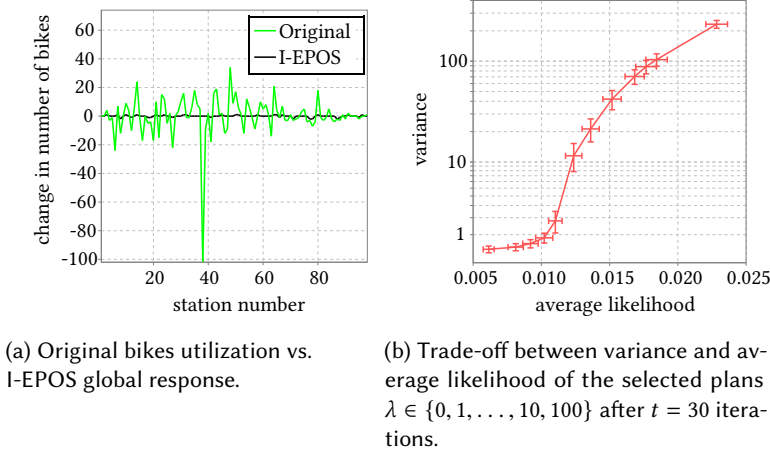 60
40
20
0
-20
-40
-60
-80
-100
change in number of bikes
Original
I-EPOS
20 40 60 80
station number
100
10
1
variance
0.005 0.010 0.015 0.020 0.025
average likelihood
(a) Original bikes utilization vs.
I-EPOS global response.
(b) Trade-off between variance and av-
erage likelihood of the selected plans
λ ∈ {0, 1, . . . , 10, 100} after t = 30 itera-
tions.